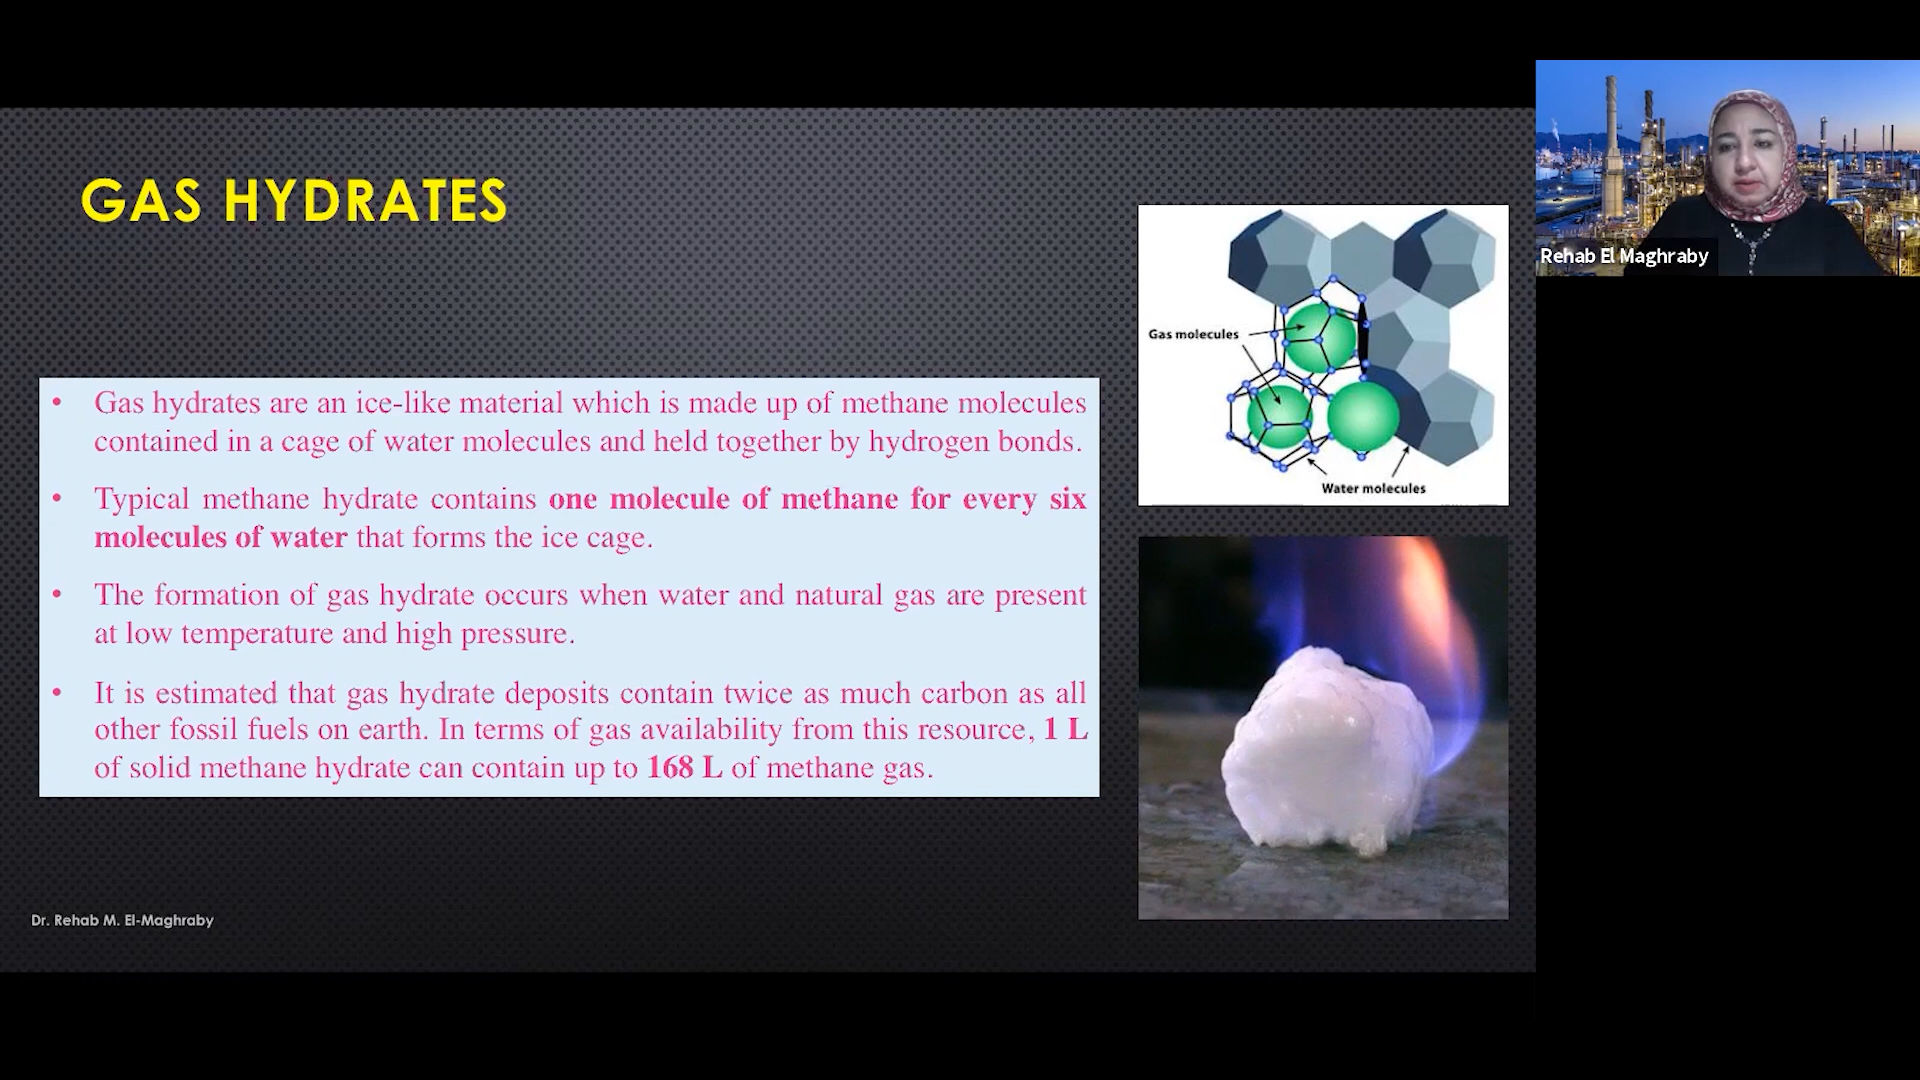 GAS HYDRATES
• Gas hydrates are an ice-like material which is made up of methane molecules
contained in a cage of water molecules and held together by hydrogen bonds.
• Typical methane hydrate contains one molecule of methane for every six
molecules of water that forms the ice cage.
• The formation of gas hydrate occurs when water and natural gas are present
at low temperature and high pressure.
• It is estimated that gas hydrate deposits contain twice as much carbon as all
other fossil fuels on earth. In terms of gas availability from this resource, 1 L
of solid methane hydrate can contain up to 168 L of methane gas.
Gas molecules
Water molecules
Dr. Rehab M. El-Maghraby
Rehab El Maghraby